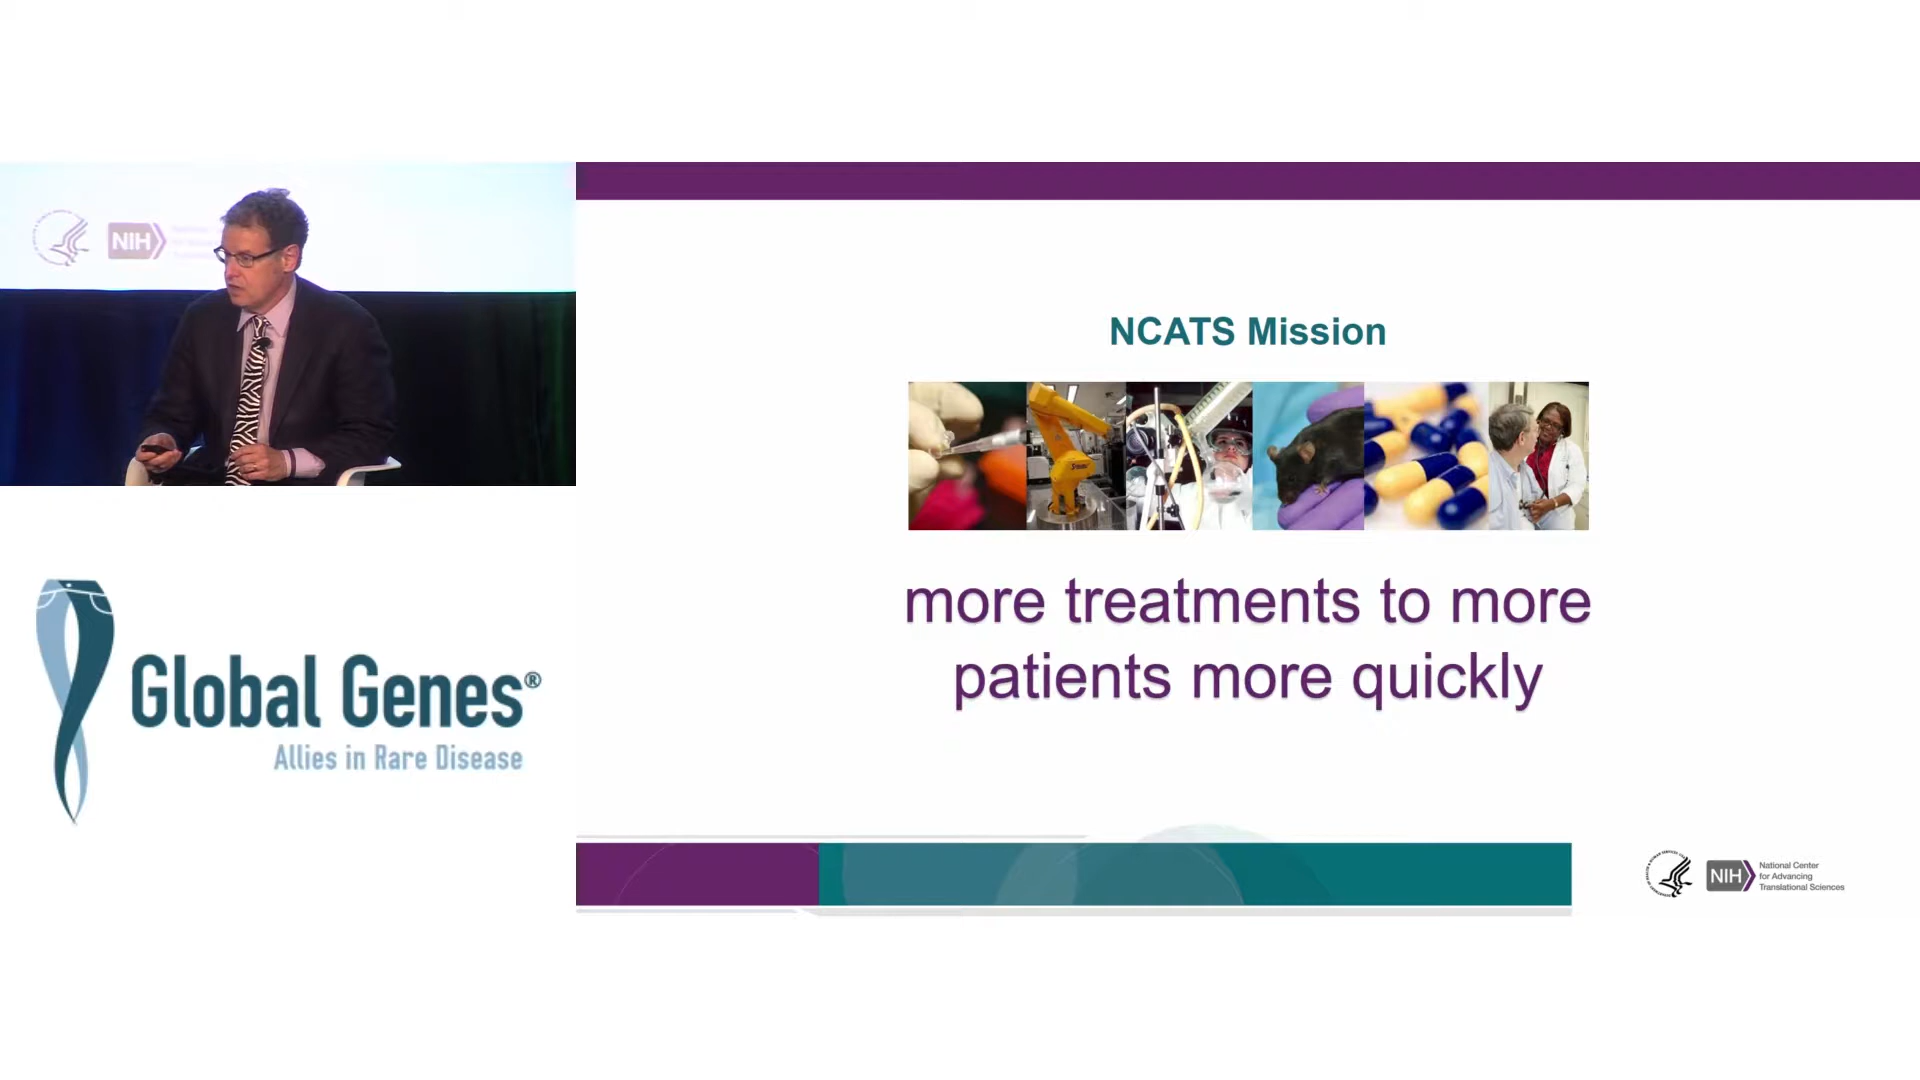 NIH
Global Genes®
Allies in Rare Disease
NCATS Mission
more treatments to more
patients more quickly
NIH
National Center
for Advancing
Translational Sciences